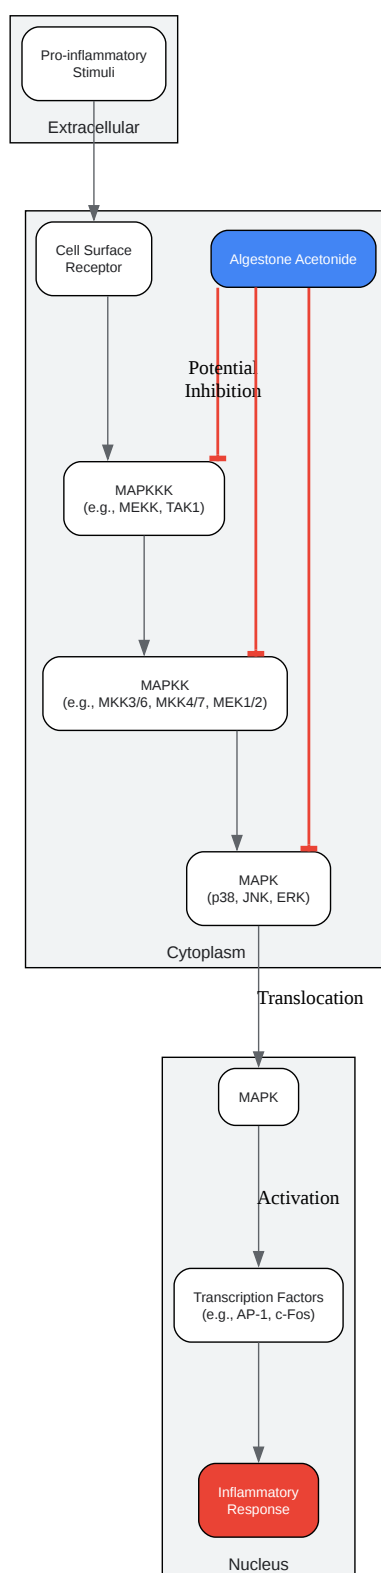 Pro-inflammatory
Stimuli
Extracellular
Cell Surface
Receptor
Algestone Acetonide
Potential
Inhibition
MAPKKK
(e.g., MEKK, TAK1)
MAPKK
(e.g., MKK3/6, MKK4/7, MEK1/2)
MAPK
(p38, JNK, ERK)
Cytoplasm
Translocation
MAPK
Activation
Transcription Factors
(e.g., AP-1, c-Fos)
Inflammatory
Response
Nucleus